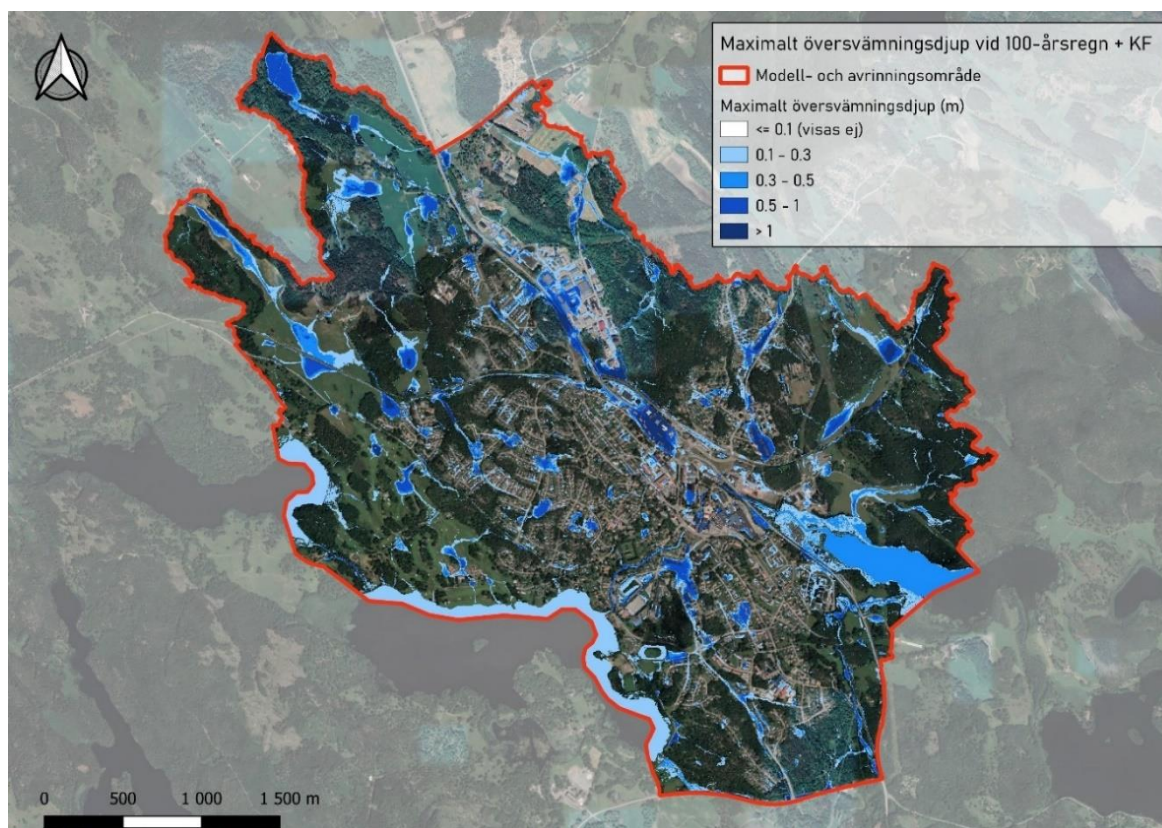 Maximalt översvämningsdjup vid 100-årsregn + KF
Modell- och avrinningsområde
Maximalt översvämningsdjup (m)
<= 0.1 (visas ej)
0.1 - 0.3
0.3 - 0.5
0.5 - 1
> 1
0 500 1 000 1 500 m